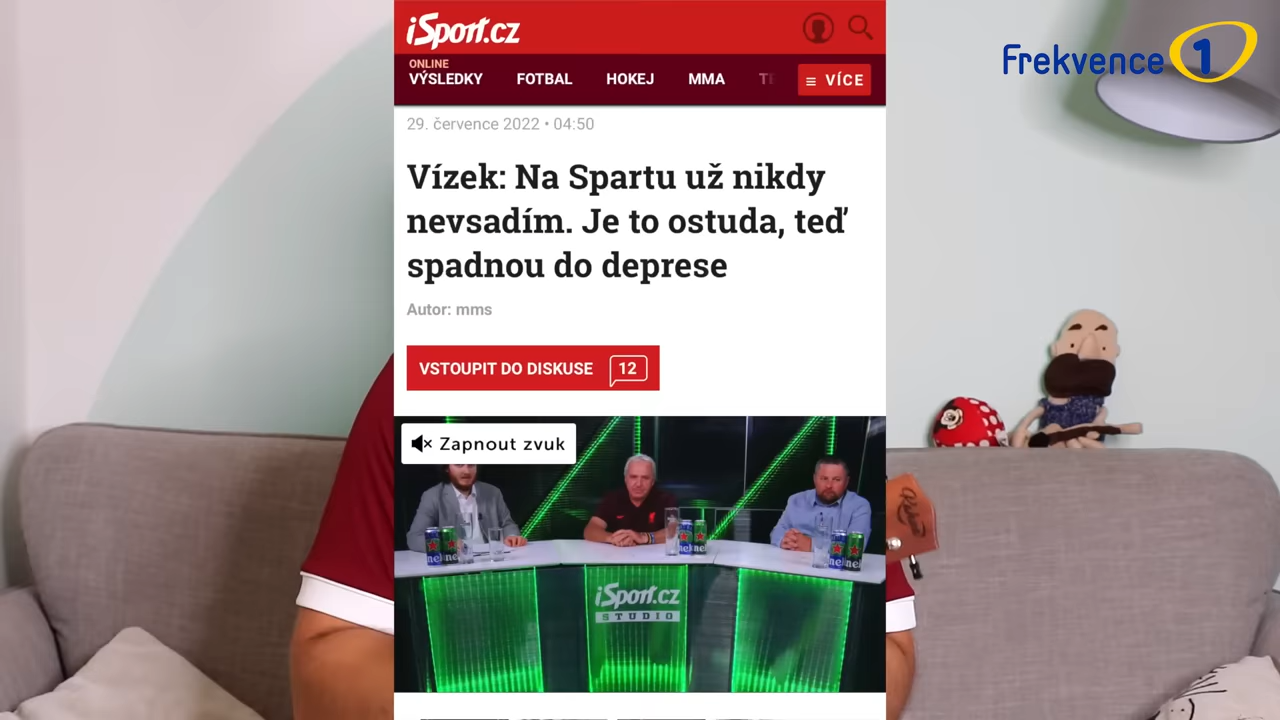 iSport.cz
Frekvence 1
ONLINE
VÝSLEDKY FOTBAL HOKEJ MMA ≡ VÍCE
29. července 2022 • 04:50
Vízek: Na Spartu už nikdy
nevsadím. Je to ostuda, teď
spadnou do deprese
Autor: mms
VSTOUPIT DO DISKUSE 12
Zapnout zvuk
iSport.cz
STUDIO